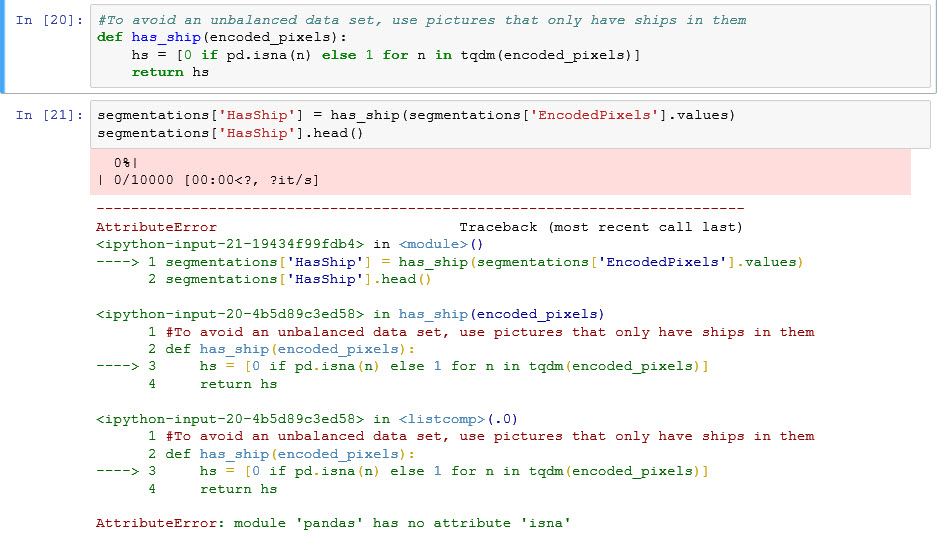 In [20]: #To avoid an unbalanced data set, use pictures that only have ships in them
def has_ship(encoded_pixels):
    hs = [0 if pd.isna(n) else 1 for n in tqdm(encoded_pixels)]
    return hs
In [21]: segmentations['HasShip'] = has_ship(segmentations['EncodedPixels'].values)
segmentations['HasShip'].head()
  0%|
| 0/10000 [00:00<?, ?it/s]
---------------------------------------------------------------------------
AttributeError                            Traceback (most recent call last)
<ipython-input-21-19434f99fdb4> in <module>()
----> 1 segmentations['HasShip'] = has_ship(segmentations['EncodedPixels'].values)
      2 segmentations['HasShip'].head()
<ipython-input-20-4b5d89c3ed58> in has_ship(encoded_pixels)
      1 #To avoid an unbalanced data set, use pictures that only have ships in them
      2 def has_ship(encoded_pixels):
----> 3     hs = [0 if pd.isna(n) else 1 for n in tqdm(encoded_pixels)]
      4     return hs
<ipython-input-20-4b5d89c3ed58> in <listcomp>(.0)
      1 #To avoid an unbalanced data set, use pictures that only have ships in them
      2 def has_ship(encoded_pixels):
----> 3     hs = [0 if pd.isna(n) else 1 for n in tqdm(encoded_pixels)]
      4     return hs
AttributeError: module 'pandas' has no attribute 'isna'